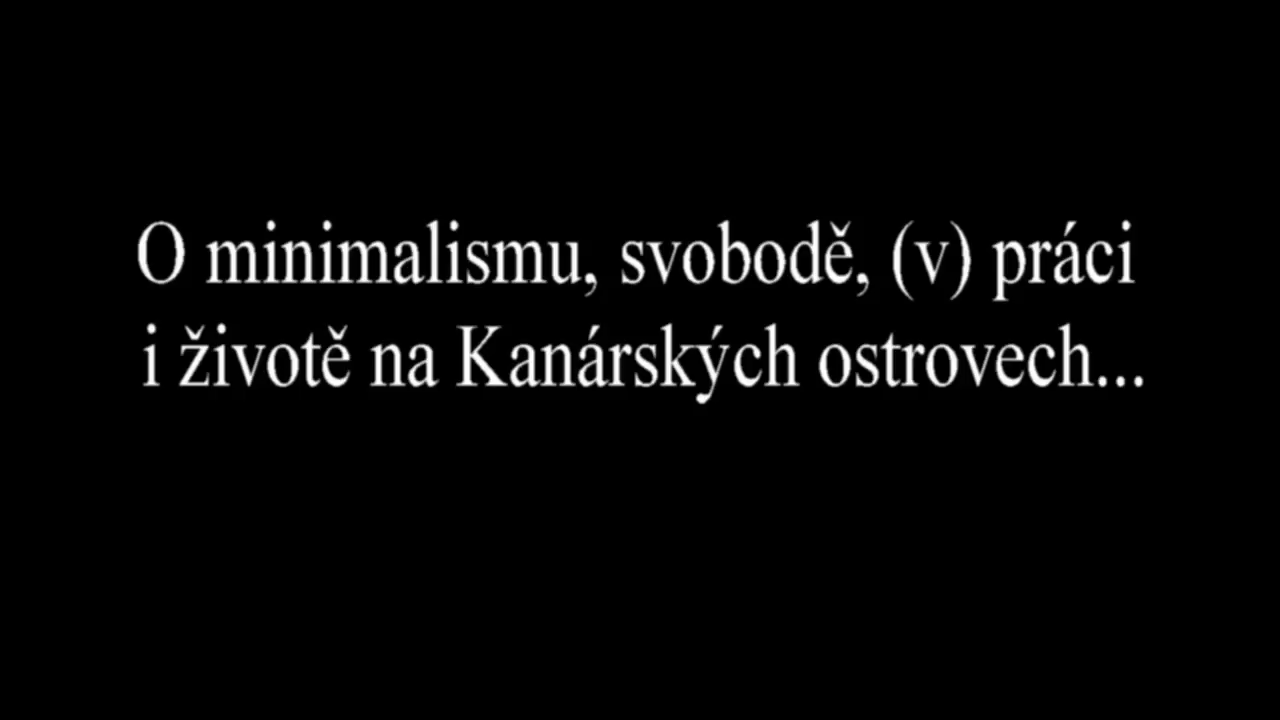 O minimalismu, svobodě, (v) práci
i životě na Kanárských ostrovech...